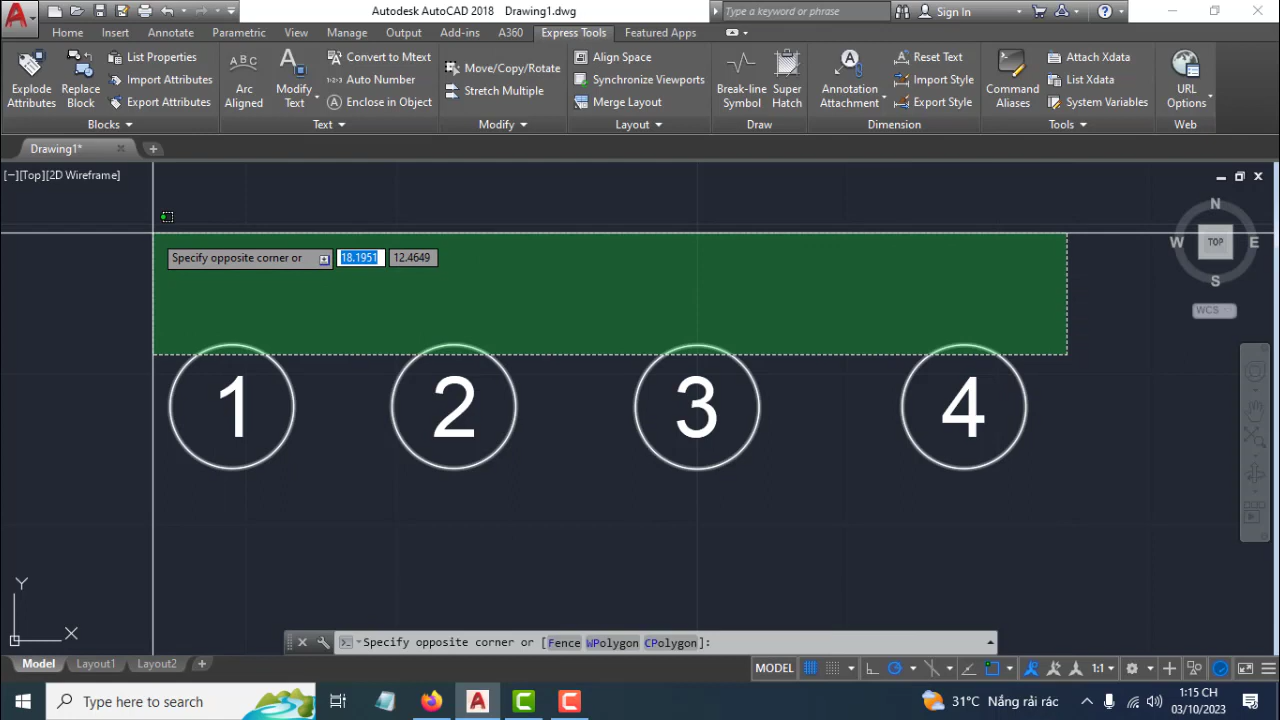 A
Autodesk AutoCAD 2018 Drawing1.dwg
Type a keyword or phrase
Sign In
Home Insert Annotate Parametric View Manage Output Add-ins A360 Express Tools Featured Apps
Explode Attributes
Replace Block
List Properties
Import Attributes
Export Attributes
Arc Aligned
Modify Text
Convert to Mtext
Auto Number
Enclose in Object
Move/Copy/Rotate
Stretch Multiple
Align Space
Synchronize Viewports
Merge Layout
Break-line Symbol
Super Hatch
Annotation Attachment
Reset Text
Import Style
Export Style
Command Aliases
Attach Xdata
List Xdata
System Variables
URL Options
Blocks Text Modify Layout Draw Dimension Tools Web
Drawing1*
[−][Top][2D Wireframe]
N
W TOP E
S
WCS
Specify opposite corner or 18.1951 12.4649
1 2 3 4
Y
X
Specify opposite corner or [Fence WPolygon CPolygon]:
Model Layout1 Layout2
MODEL 1:1
Type here to search
31°C Nắng rải rác
1:15 CH
03/10/2023